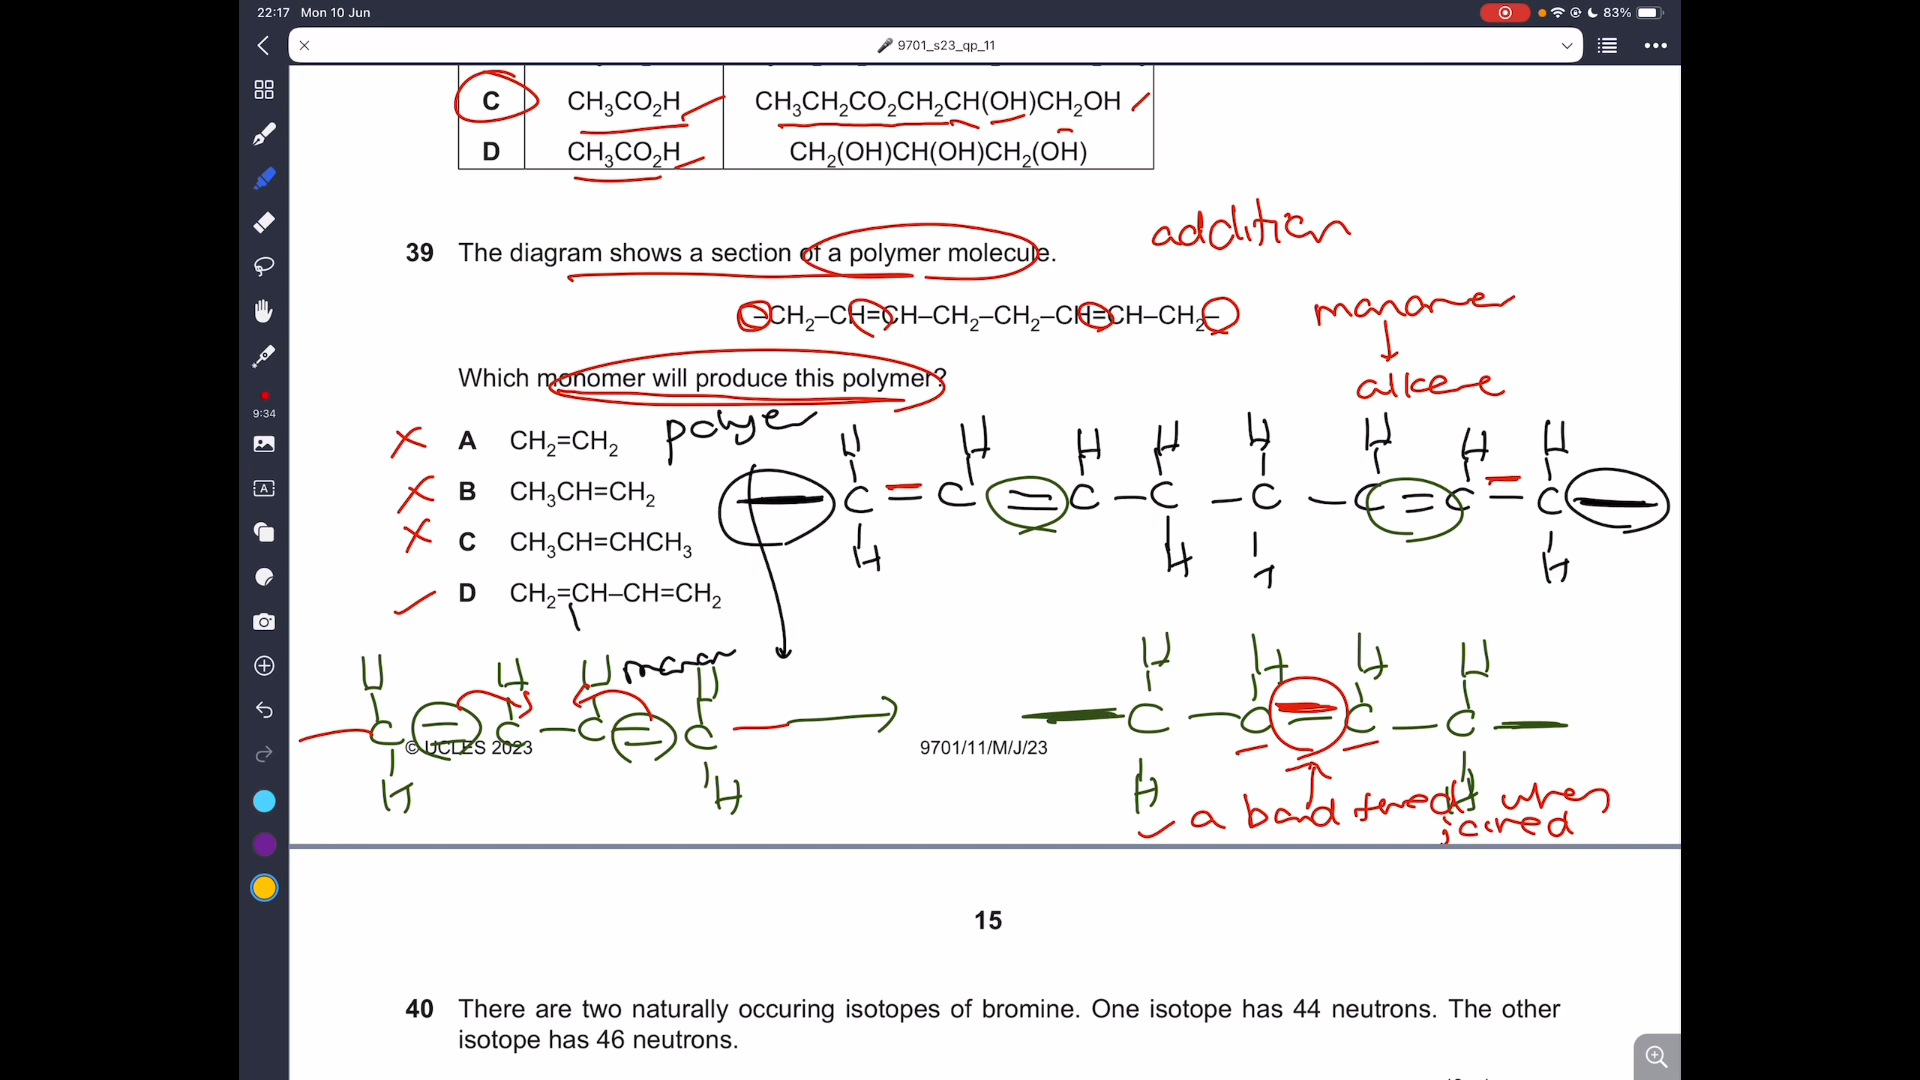 22:17 Mon 10 Jun
83%
9701_s23_qp_11
9:34
C CH₃CO₂H CH₃CH₂CO₂CH₂CH(OH)CH₂OH
D CH₃CO₂H CH₂(OH)CH(OH)CH₂(OH)
addition
39 The diagram shows a section of a polymer molecule.
–CH₂–CH=CH–CH₂–CH₂–CH=CH–CH₂–
monomer
alkene
Which monomer will produce this polymer?
A CH₂=CH₂
B CH₃CH=CH₂
C CH₃CH=CHCH₃
D CH₂=CH–CH=CH₂
H H H H H H H H
C = C = C – C – C – C = C = C
H H H
H H H H
C = C – C = C
H H
H H H H
C – C = C – C
H H
a bond formed when
joined
© UCLES 2023 9701/11/M/J/23
15
40 There are two naturally occuring isotopes of bromine. One isotope has 44 neutrons. The other
isotope has 46 neutrons.